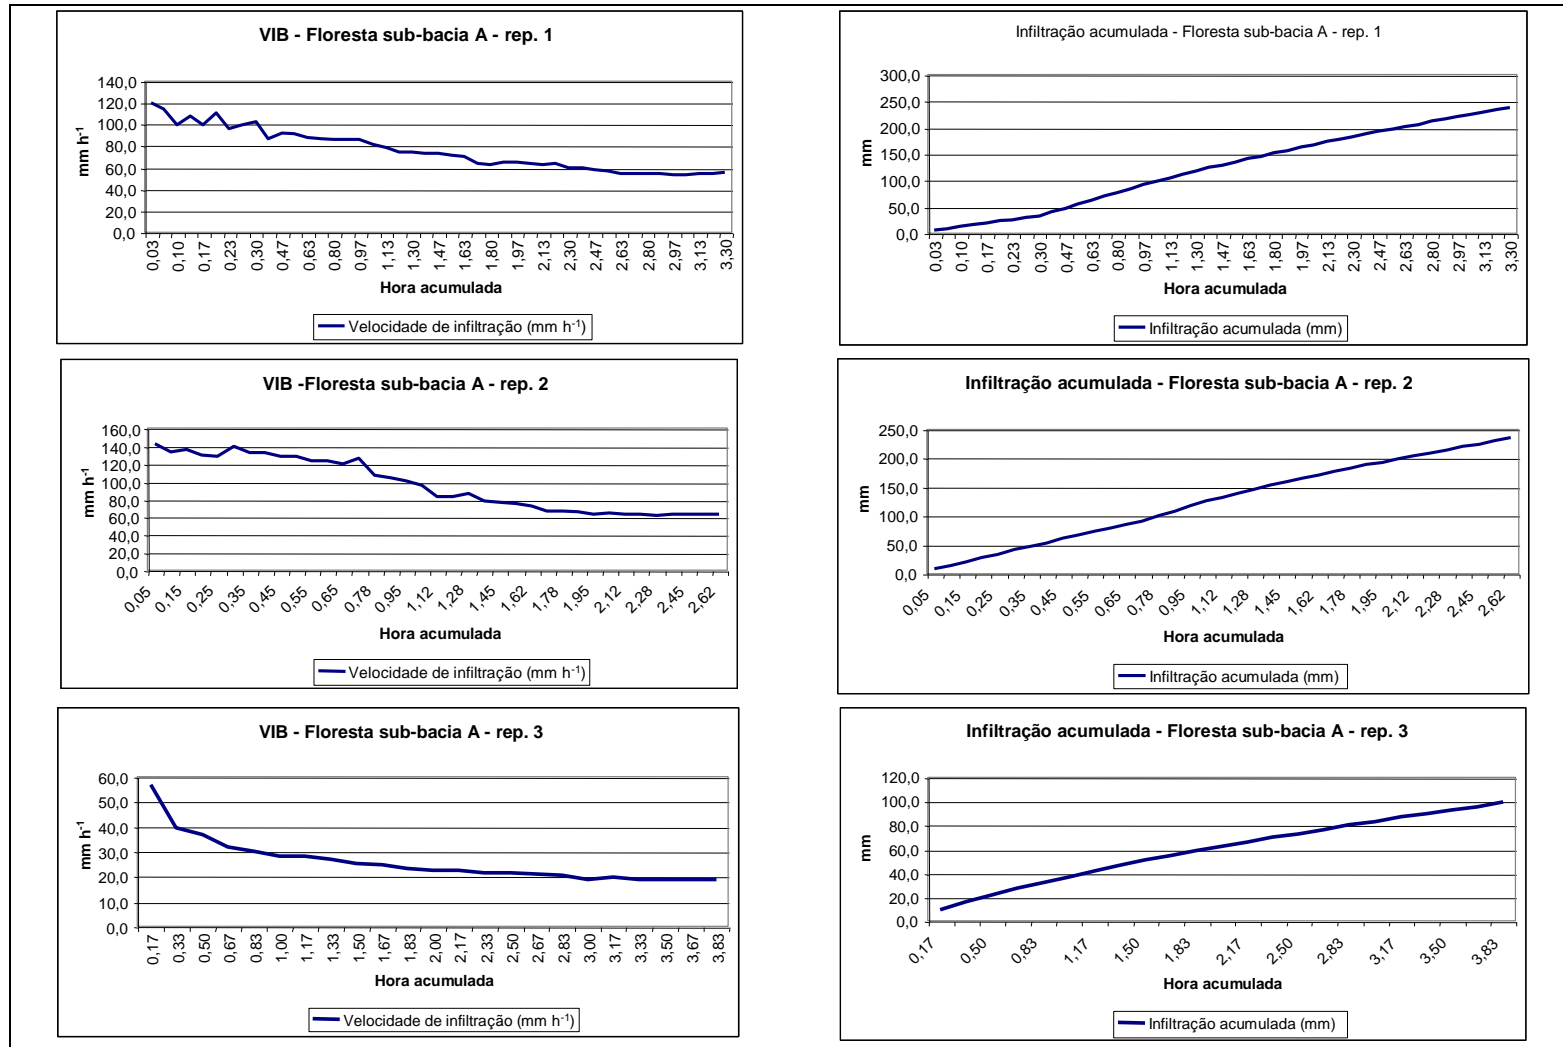 VIB - Floresta sub-bacia A - rep. 1
140,0
120,0
100,0
80,0
60,0
40,0
20,0
0,0
mm h-1
0,03 0,10 0,17 0,23 0,30 0,47 0,63 0,80 0,97 1,13 1,30 1,47 1,63 1,80 1,97 2,13 2,30 2,47 2,63 2,80 2,97 3,13 3,30
Hora acumulada
Velocidade de infiltração (mm h-1)
Infiltração acumulada - Floresta sub-bacia A - rep. 1
300,0
250,0
200,0
150,0
100,0
50,0
0,0
mm
0,03 0,10 0,17 0,23 0,30 0,47 0,63 0,80 0,97 1,13 1,30 1,47 1,63 1,80 1,97 2,13 2,30 2,47 2,63 2,80 2,97 3,13 3,30
Hora acumulada
Infiltração acumulada (mm)
VIB -Floresta sub-bacia A - rep. 2
160,0
140,0
120,0
100,0
80,0
60,0
40,0
20,0
0,0
mm h-1
0,05 0,15 0,25 0,35 0,45 0,55 0,65 0,78 0,95 1,12 1,28 1,45 1,62 1,78 1,95 2,12 2,28 2,45 2,62
Hora acumulada
Velocidade de infiltração (mm h-1)
Infiltração acumulada - Floresta sub-bacia A - rep. 2
250,0
200,0
150,0
100,0
50,0
0,0
mm
0,05 0,15 0,25 0,35 0,45 0,55 0,65 0,78 0,95 1,12 1,28 1,45 1,62 1,78 1,95 2,12 2,28 2,45 2,62
Hora acumulada
Infiltração acumulada (mm)
VIB - Floresta sub-bacia A - rep. 3
60,0
50,0
40,0
30,0
20,0
10,0
0,0
mm h-1
0,17 0,33 0,50 0,67 0,83 1,00 1,17 1,33 1,50 1,67 1,83 2,00 2,17 2,33 2,50 2,67 2,83 3,00 3,17 3,33 3,50 3,67 3,83
Hora acumulada
Velocidade de infiltração (mm h-1)
Infiltração acumulada - Floresta sub-bacia A - rep. 3
120,0
100,0
80,0
60,0
40,0
20,0
0,0
mm
0,17 0,50 0,83 1,17 1,50 1,83 2,17 2,50 2,83 3,17 3,50 3,83
Hora acumulada
Infiltração acumulada (mm)